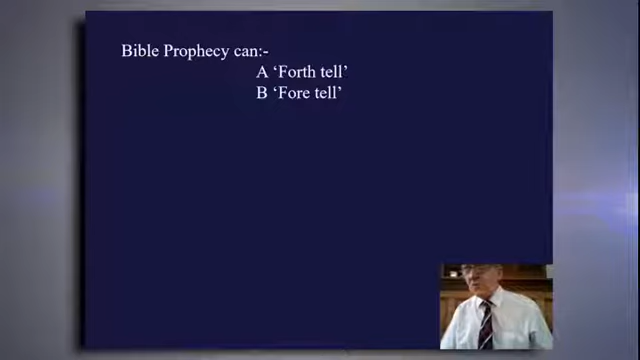 Bible Prophecy can:-
A ‘Forth tell’
B ‘Fore tell’